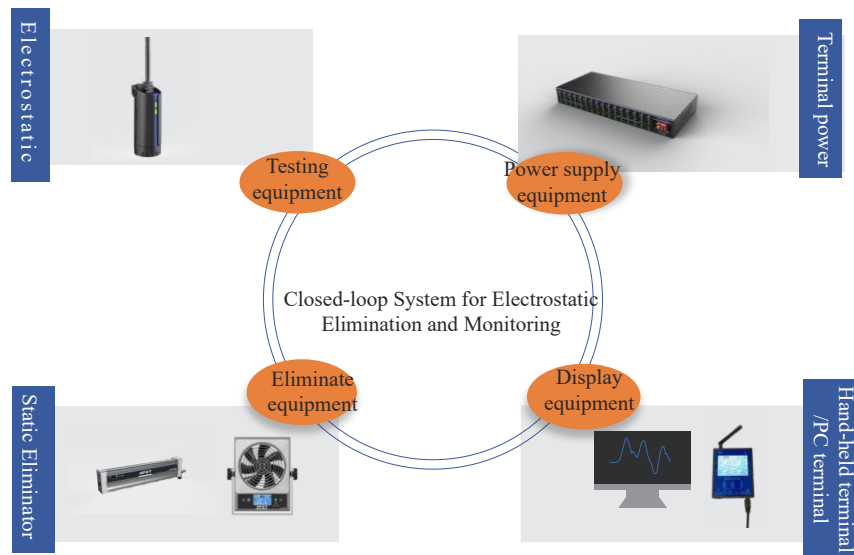 Electrostatic
Terminal power
Testing
equipment
Power supply
equipment
Closed-loop System for Electrostatic
Elimination and Monitoring
Eliminate
equipment
Display
equipment
Static Eliminator
Hand-held terminal
/PC terminal